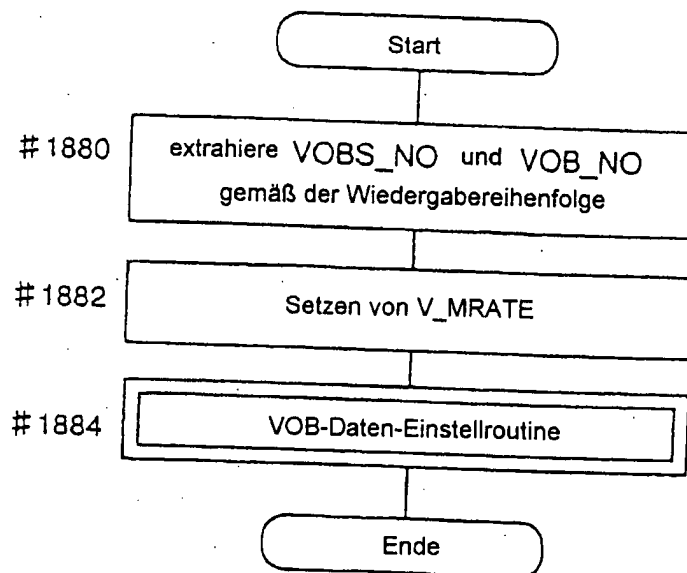 Start
#1880
extrahiere VOBS_NO und VOB_NO
gemäß der Wiedergabereihenfolge
#1882
Setzen von V_MRATE
#1884
VOB-Daten-Einstellroutine
Ende